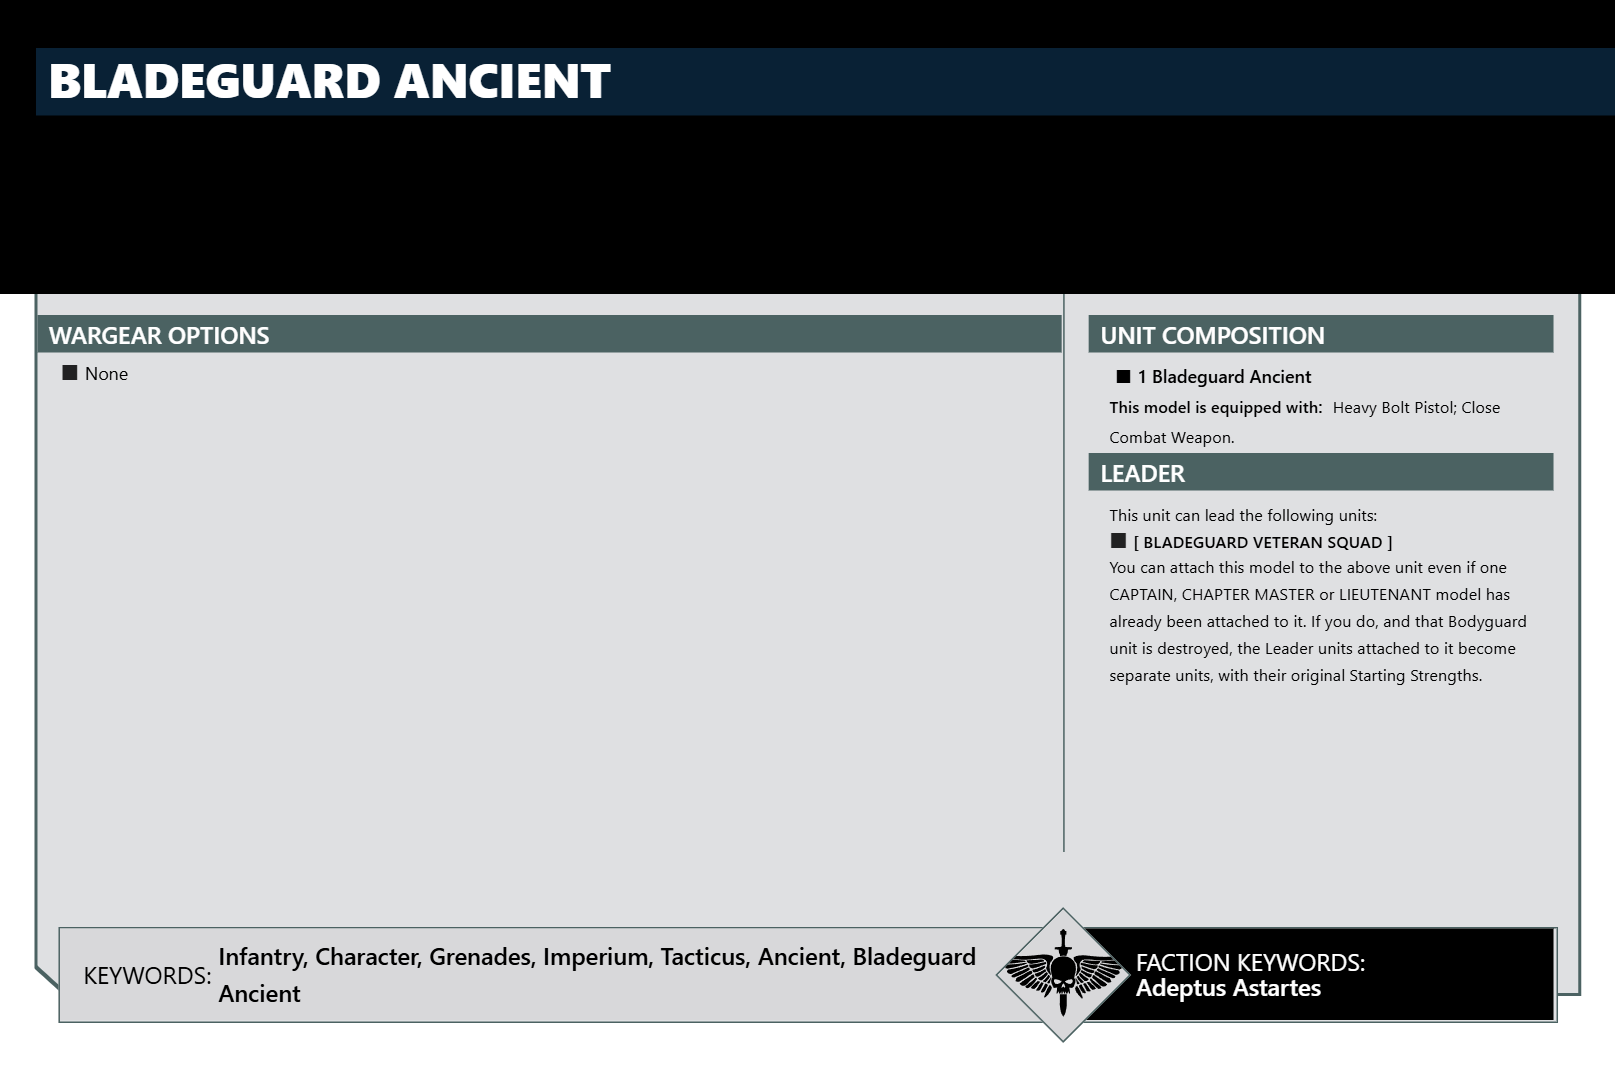 BLADEGUARD ANCIENT
WARGEAR OPTIONS
None
UNIT COMPOSITION
1 Bladeguard Ancient
This model is equipped with: Heavy Bolt Pistol; Close
Combat Weapon.
LEADER
This unit can lead the following units:
[ BLADEGUARD VETERAN SQUAD ]
You can attach this model to the above unit even if one
CAPTAIN, CHAPTER MASTER or LIEUTENANT model has
already been attached to it. If you do, and that Bodyguard
unit is destroyed, the Leader units attached to it become
separate units, with their original Starting Strengths.
KEYWORDS:
Infantry, Character, Grenades, Imperium, Tacticus, Ancient, Bladeguard
Ancient
FACTION KEYWORDS:
Adeptus Astartes